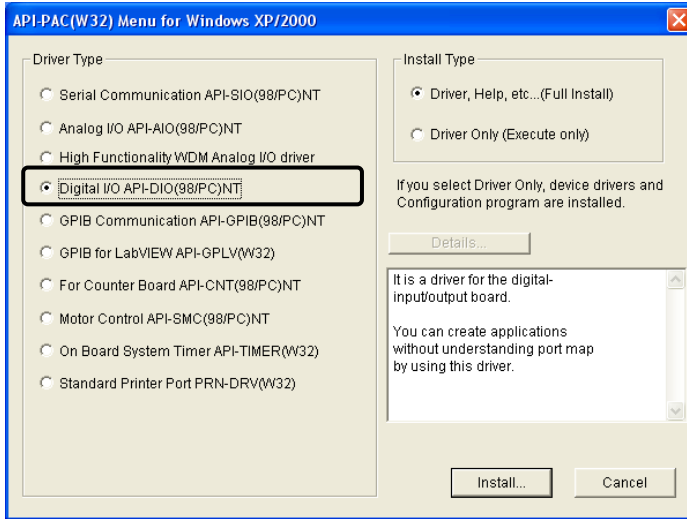 API-PAC(W32) Menu for Windows XP/2000
Driver Type
Serial Communication API-SIO(98/PC)NT
Analog I/O API-AIO(98/PC)NT
High Functionality WDM Analog I/O driver
Digital I/O API-DIO(98/PC)NT
GPIB Communication API-GPIB(98/PC)NT
GPIB for LabVIEW API-GPLV(W32)
For Counter Board API-CNT(98/PC)NT
Motor Control API-SMC(98/PC)NT
On Board System Timer API-TIMER(W32)
Standard Printer Port PRN-DRV(W32)
Install Type
Driver, Help, etc...(Full Install)
Driver Only (Execute only)
If you select Driver Only, device drivers and
Configuration program are installed.
Details...
It is a driver for the digital-
input/output board.
You can create applications
without understanding port map
by using this driver.
Install...
Cancel